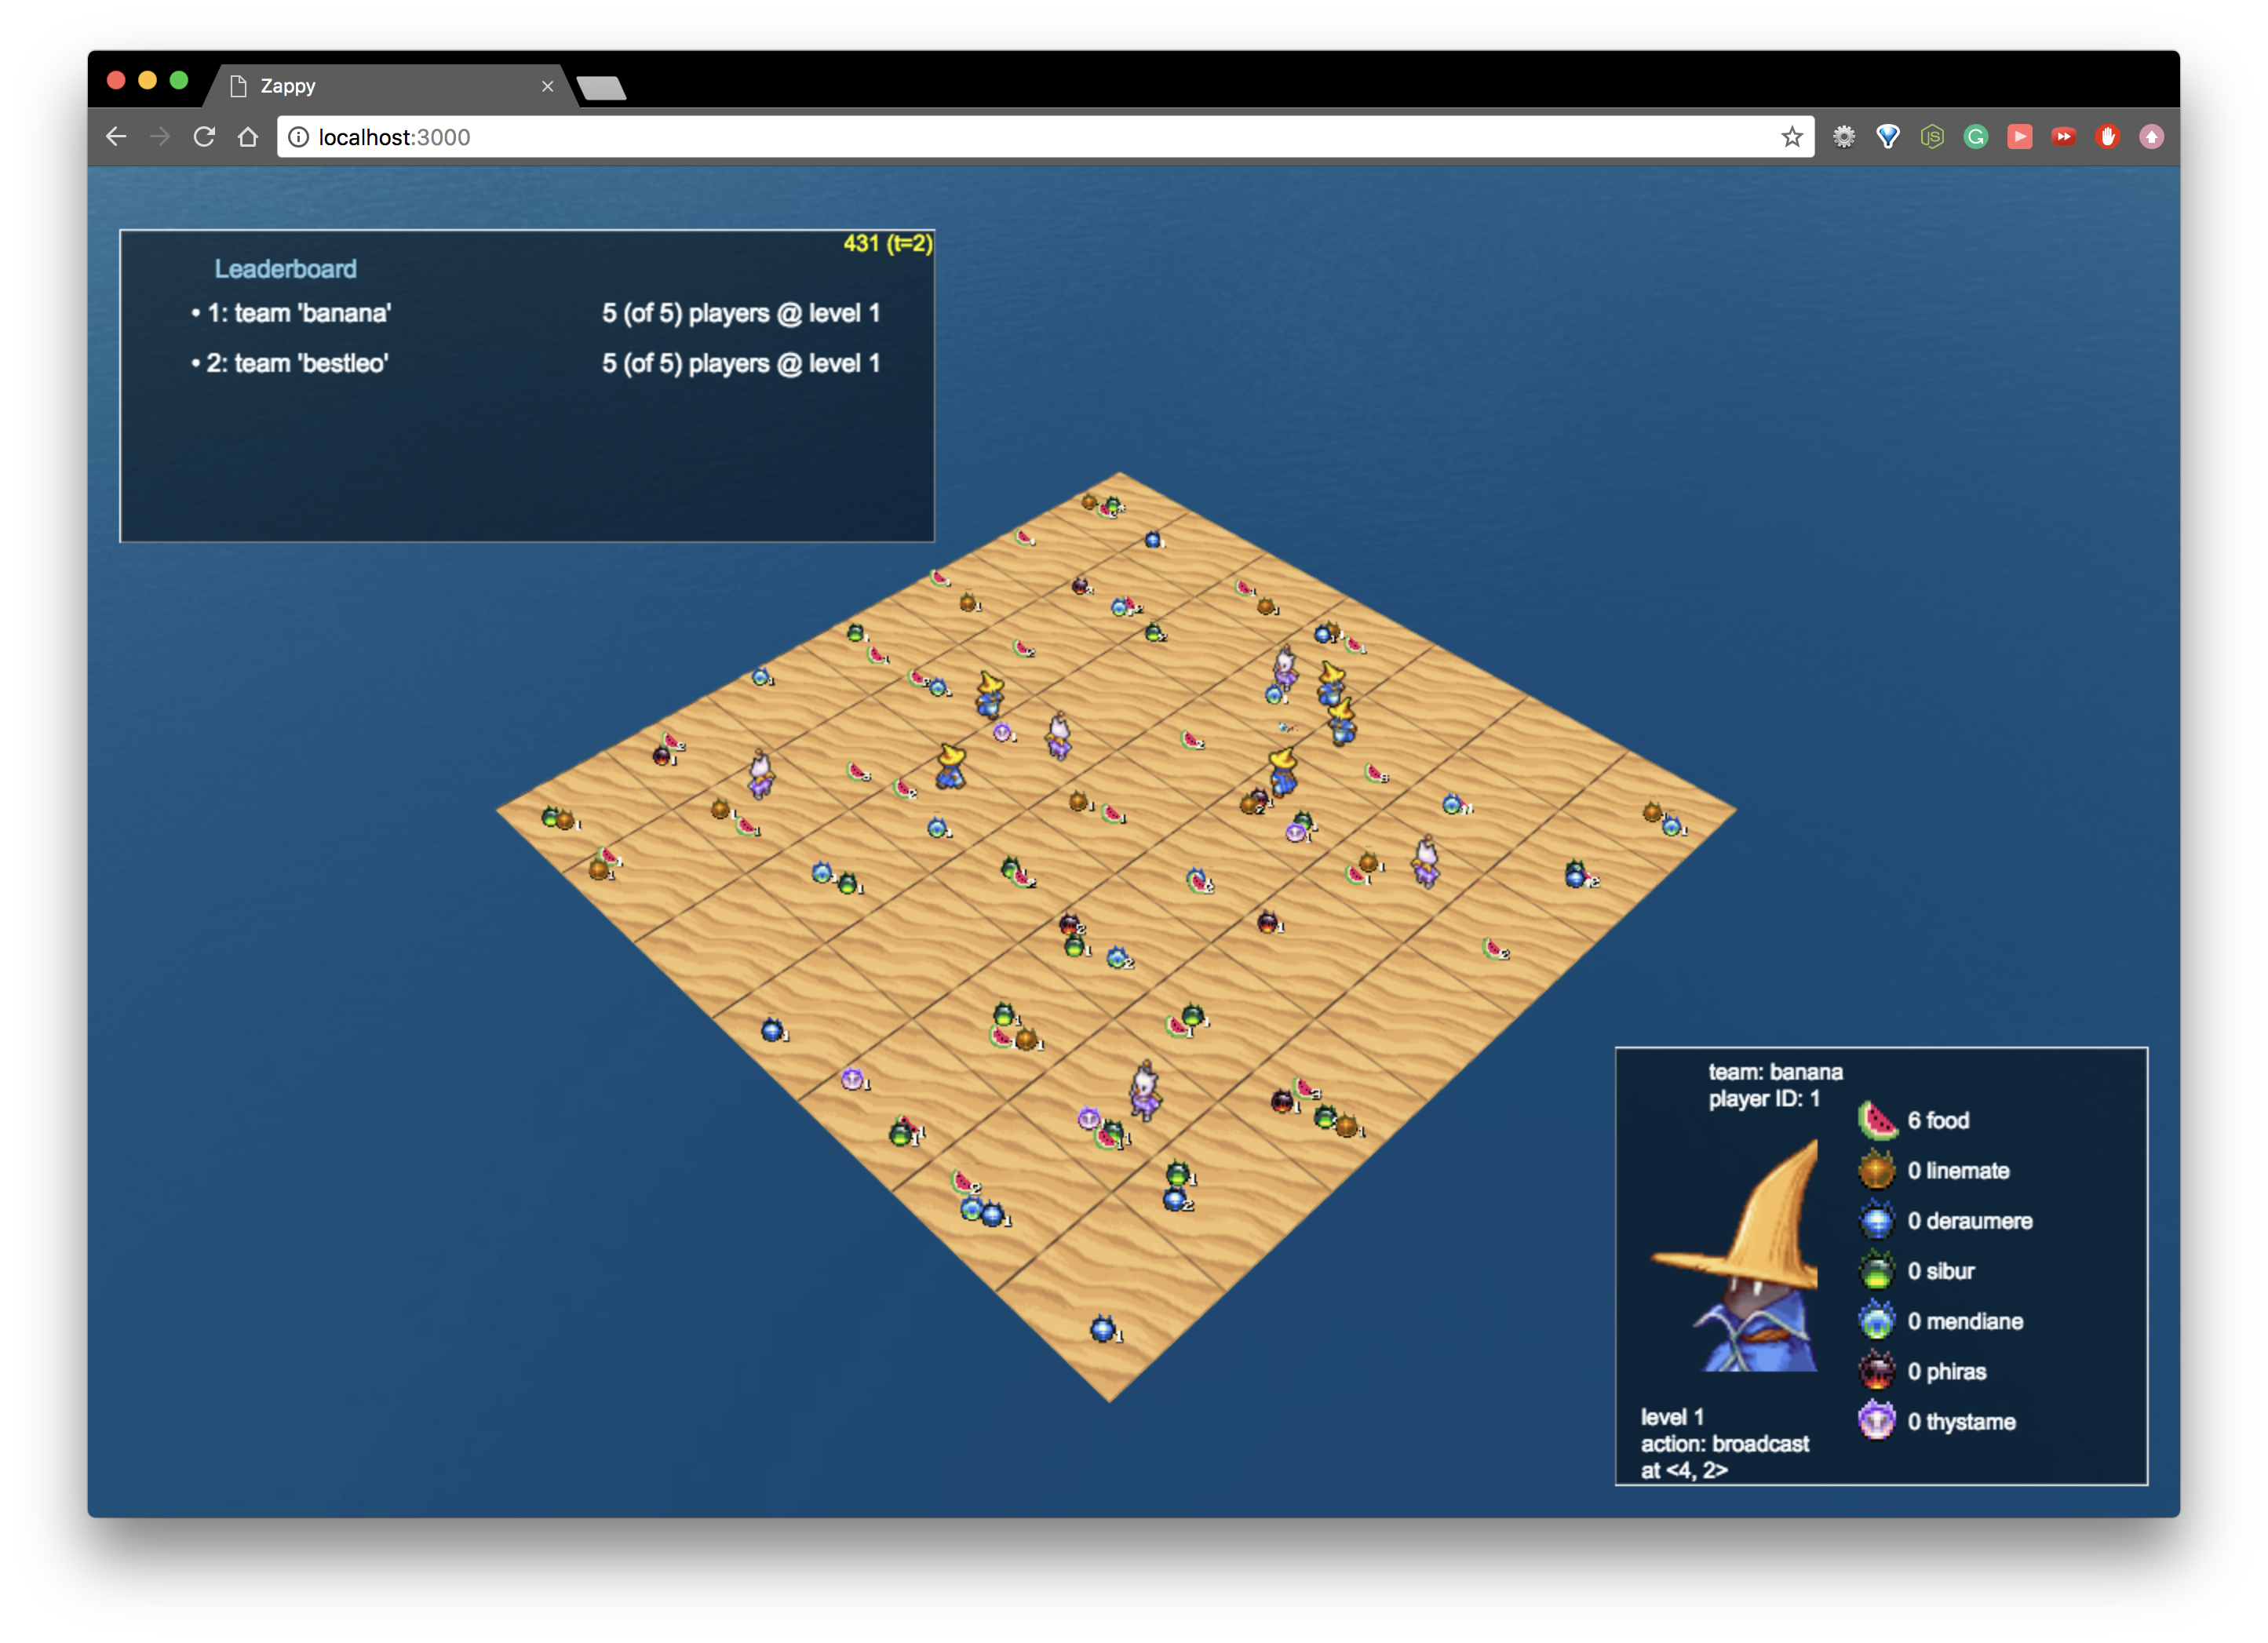 Zappy
localhost:3000
431 (t=2)
Leaderboard
• 1: team 'banana' 5 (of 5) players @ level 1
• 2: team 'bestleo' 5 (of 5) players @ level 1
team: banana
player ID: 1
6 food
0 linemate
0 deraumere
0 sibur
0 mendiane
0 phiras
0 thystame
level 1
action: broadcast
at <4, 2>